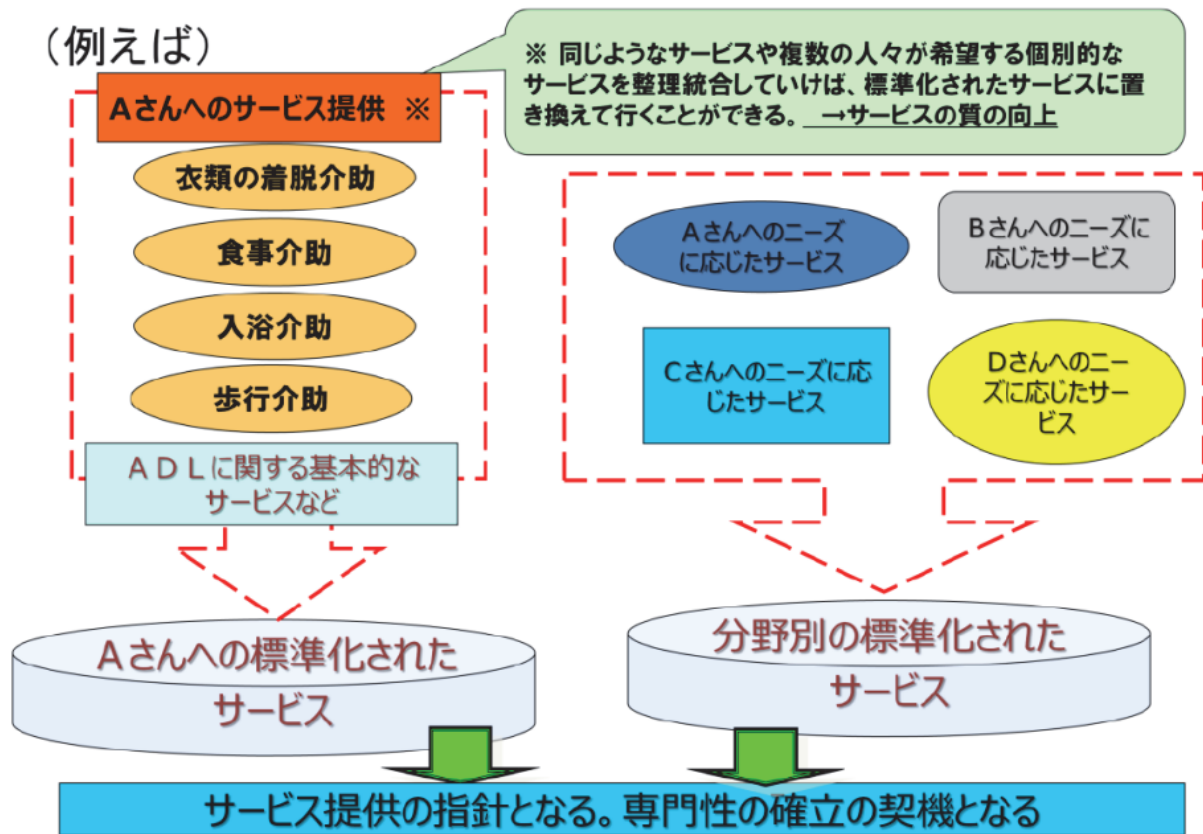 （例えば）
※ 同じようなサービスや複数の人々が希望する個別的な
サービスを整理統合していけば、標準化されたサービスに置
き換えて行くことができる。 →サービスの質の向上
Aさんへのサービス提供 ※
衣類の着脱介助
食事介助
入浴介助
歩行介助
ＡＤＬに関する基本的な
サービスなど
Aさんへのニーズ
に応じたサービス
Bさんへのニーズに
応じたサービス
Cさんへのニーズに応
じたサービス
Dさんへのニー
ズに応じたサー
ビス
Aさんへの標準化された
サービス
分野別の標準化された
サービス
サービス提供の指針となる。専門性の確立の契機となる